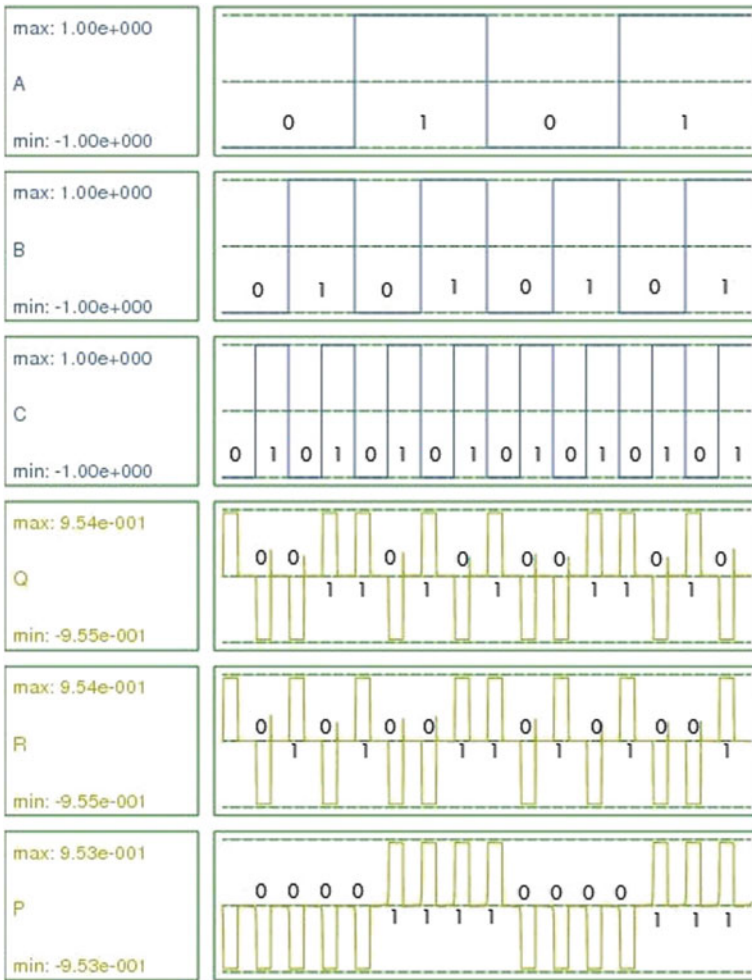 max: 1.00e+000
A
min: -1.00e+000
0 1 0 1
max: 1.00e+000
B
min: -1.00e+000
0 1 0 1 0 1 0 1
max: 1.00e+000
C
min: -1.00e+000
0 1 0 1 0 1 0 1 0 1 0 1 0 1 0 1
max: 9.54e-001
Q
min: -9.55e-001
0 0 0 0 0 0 0 0
1 1 1 1 1 1 1
max: 9.54e-001
R
min: -9.55e-001
0 0 0 0 0 0 0 0
1 1 1 1 1 1 1
max: 9.53e-001
P
min: -9.53e-001
0 0 0 0 0 0 0 0
1 1 1 1 1 1 1